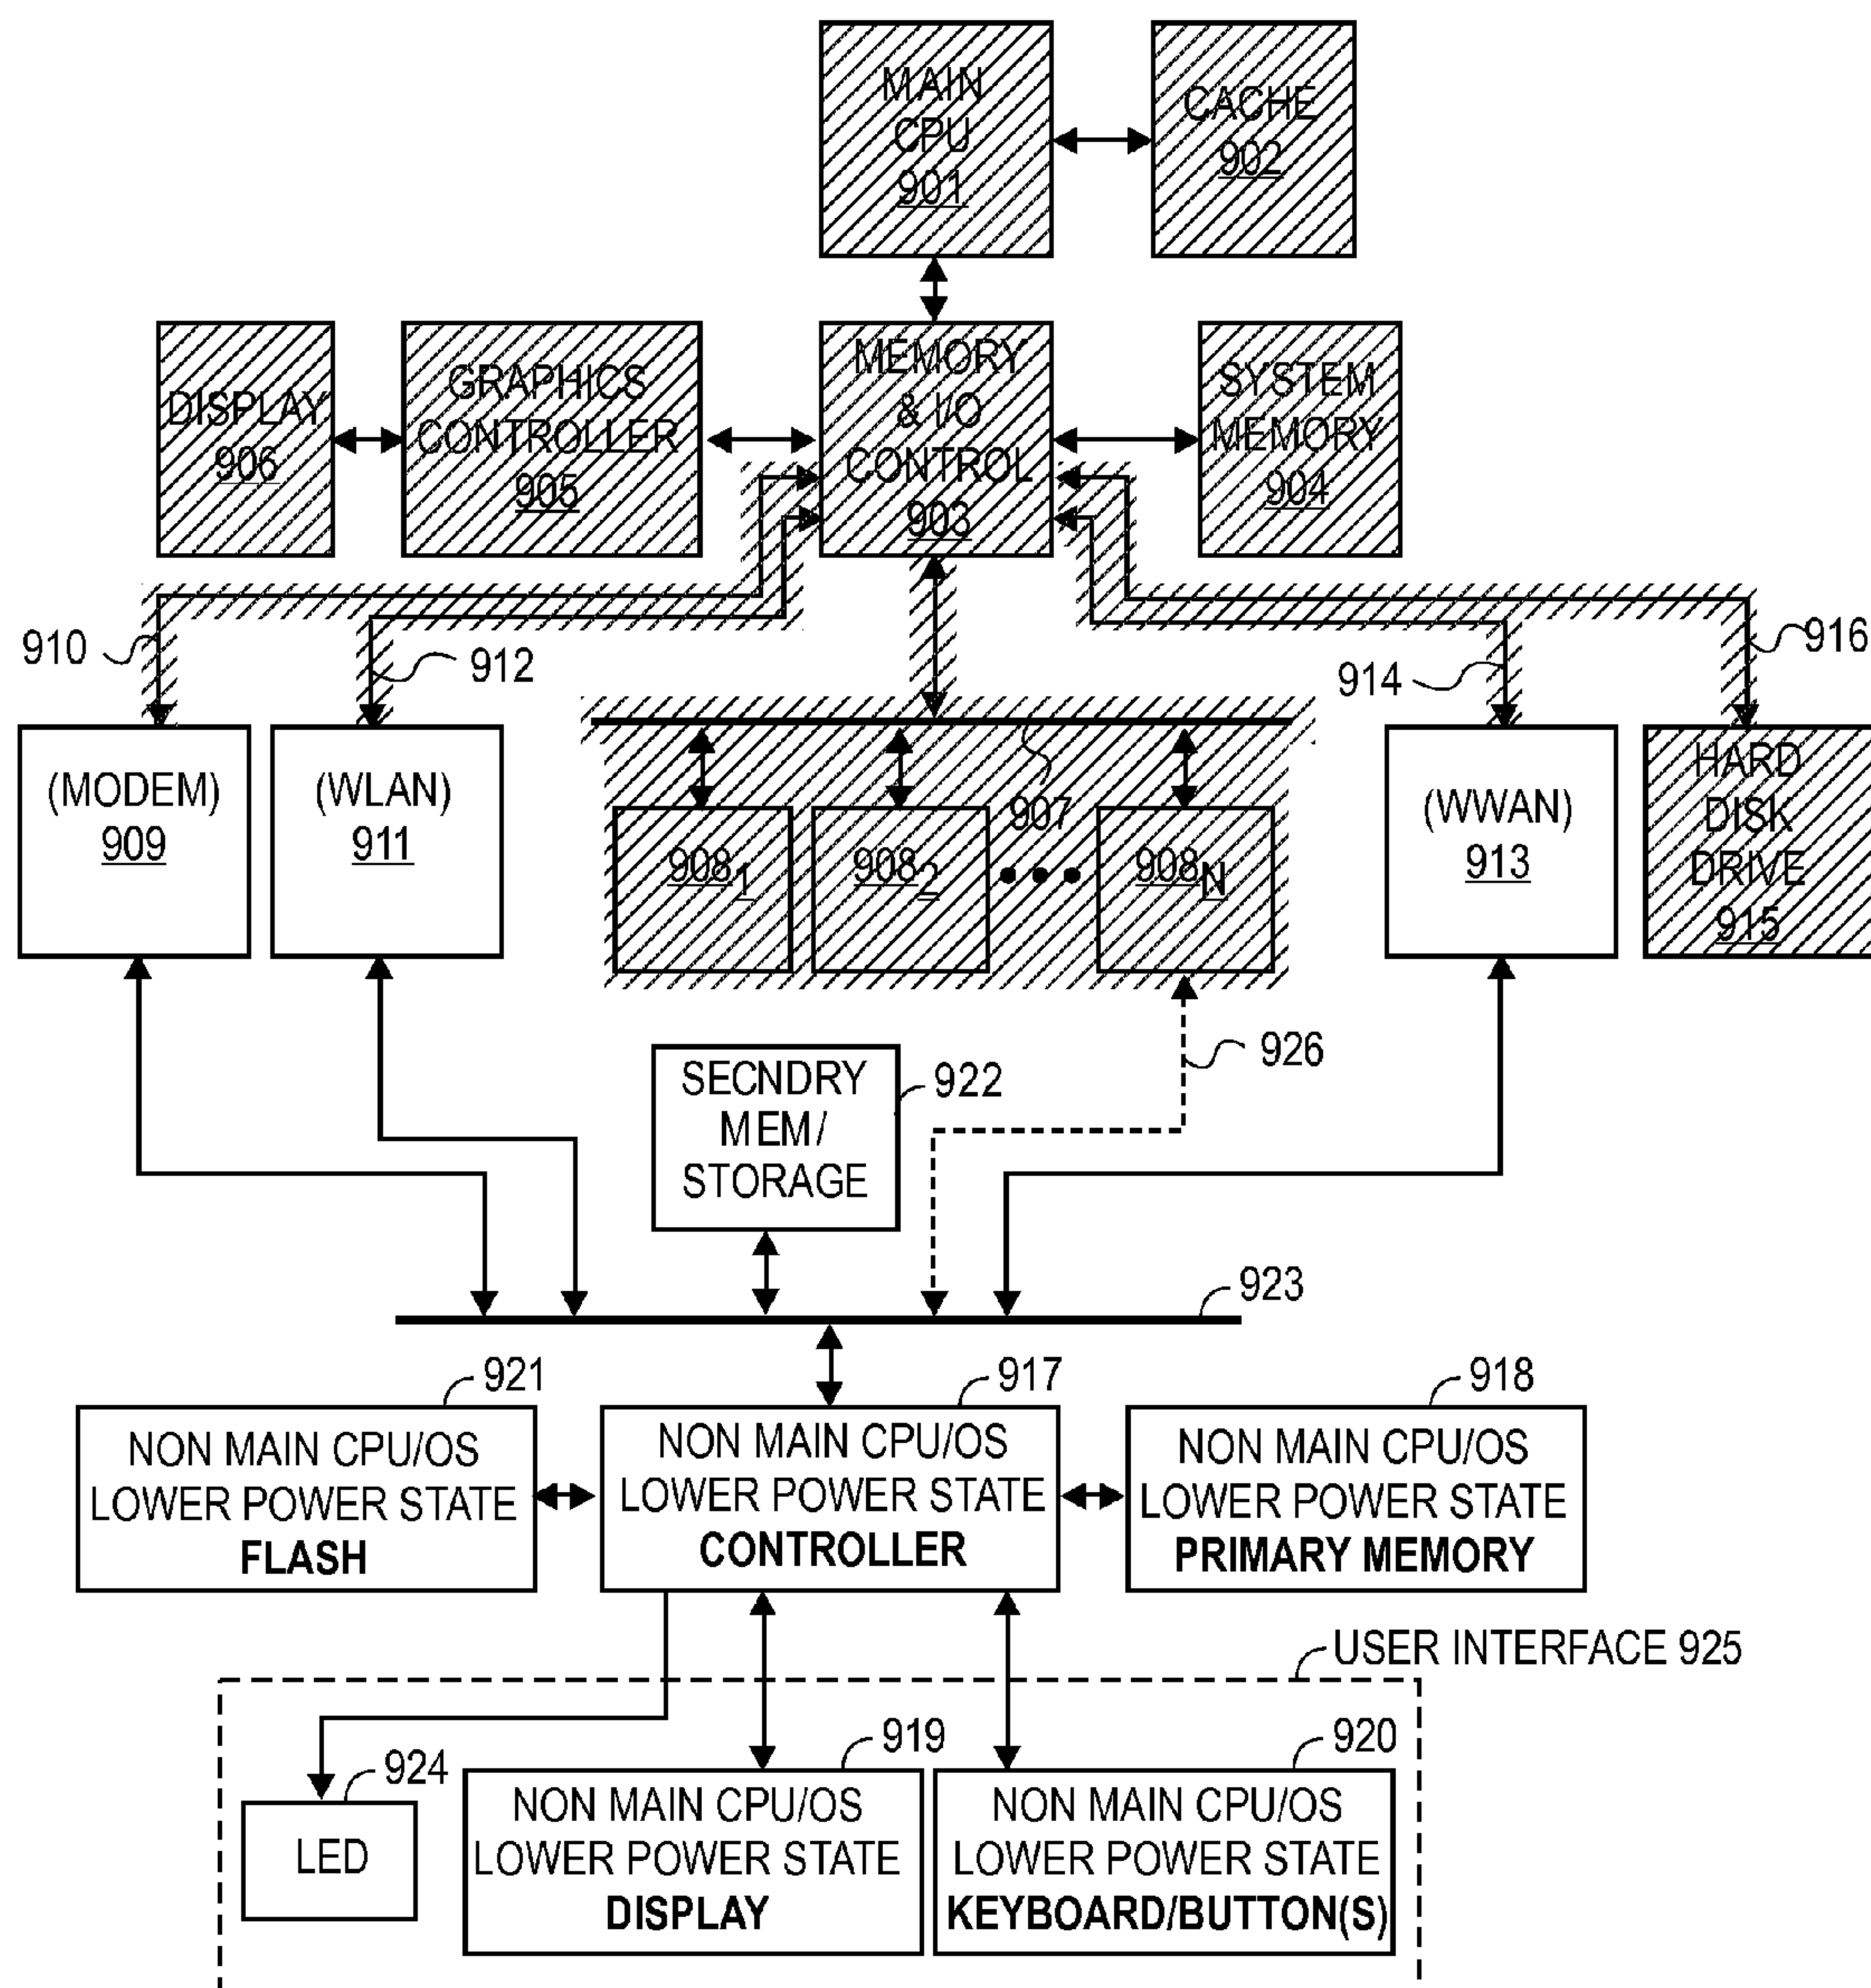 MAIN
CPU
901
CACHE
902
DISPLAY
906
GRAPHICS
CONTROLLER
905
MEMORY
& I/O
CONTROL
903
SYSTEM
MEMORY
904
910
912
914
916
(MODEM)
909
(WLAN)
911
907
908 1
908 2
908 N
(WWAN)
913
HARD
DISK
DRIVE
915
926
SECNDRY
MEM/
STORAGE
922
923
921
NON MAIN CPU/OS
LOWER POWER STATE
FLASH
917
NON MAIN CPU/OS
LOWER POWER STATE
CONTROLLER
918
NON MAIN CPU/OS
LOWER POWER STATE
PRIMARY MEMORY
USER INTERFACE 925
924
LED
919
NON MAIN CPU/OS
LOWER POWER STATE
DISPLAY
920
NON MAIN CPU/OS
LOWER POWER STATE
KEYBOARD/BUTTON(S)